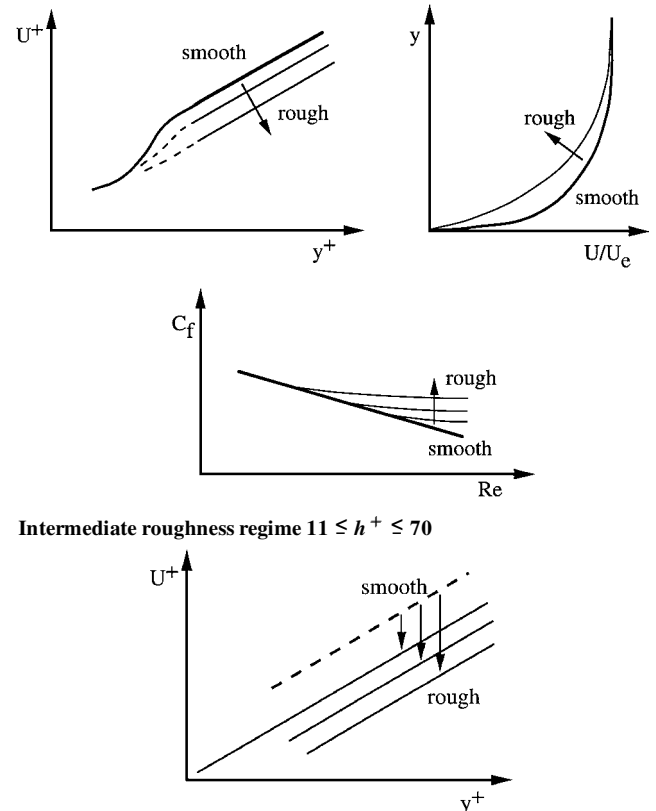 U+
smooth
rough
y+
y
rough
smooth
U/Ue
Cf
rough
smooth
Re
Intermediate roughness regime 11 ≤ h+ ≤ 70
U+
smooth
rough
y+